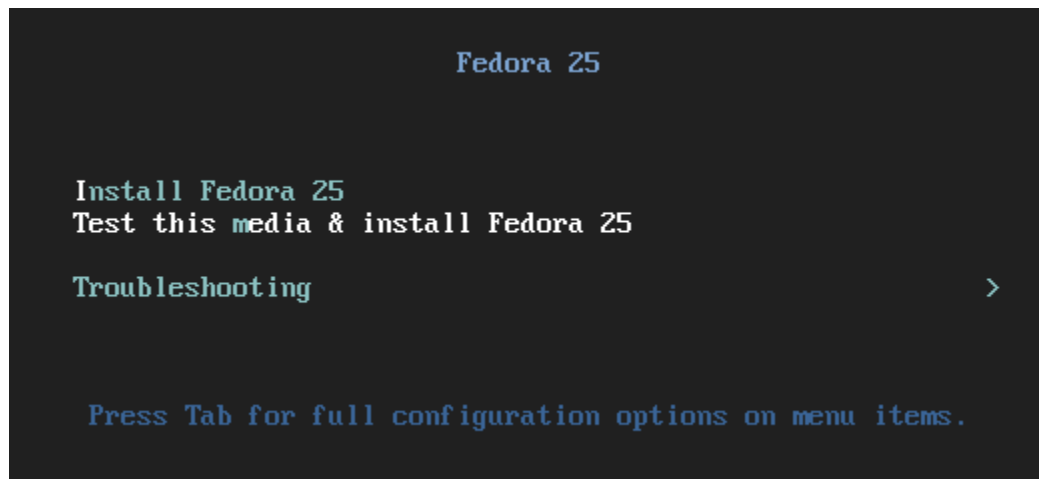 Fedora 25
Install Fedora 25
Test this media & install Fedora 25
Troubleshooting >
Press Tab for full configuration options on menu items.